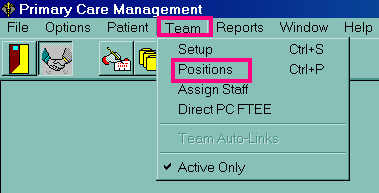 Primary Care Management
File Options Patient Team Reports Windows Help
Setup Ctrl+S
Positions Ctrl+P
Assign Staff
Direct PC FTEE
Team Auto-Links
✓ Active Only